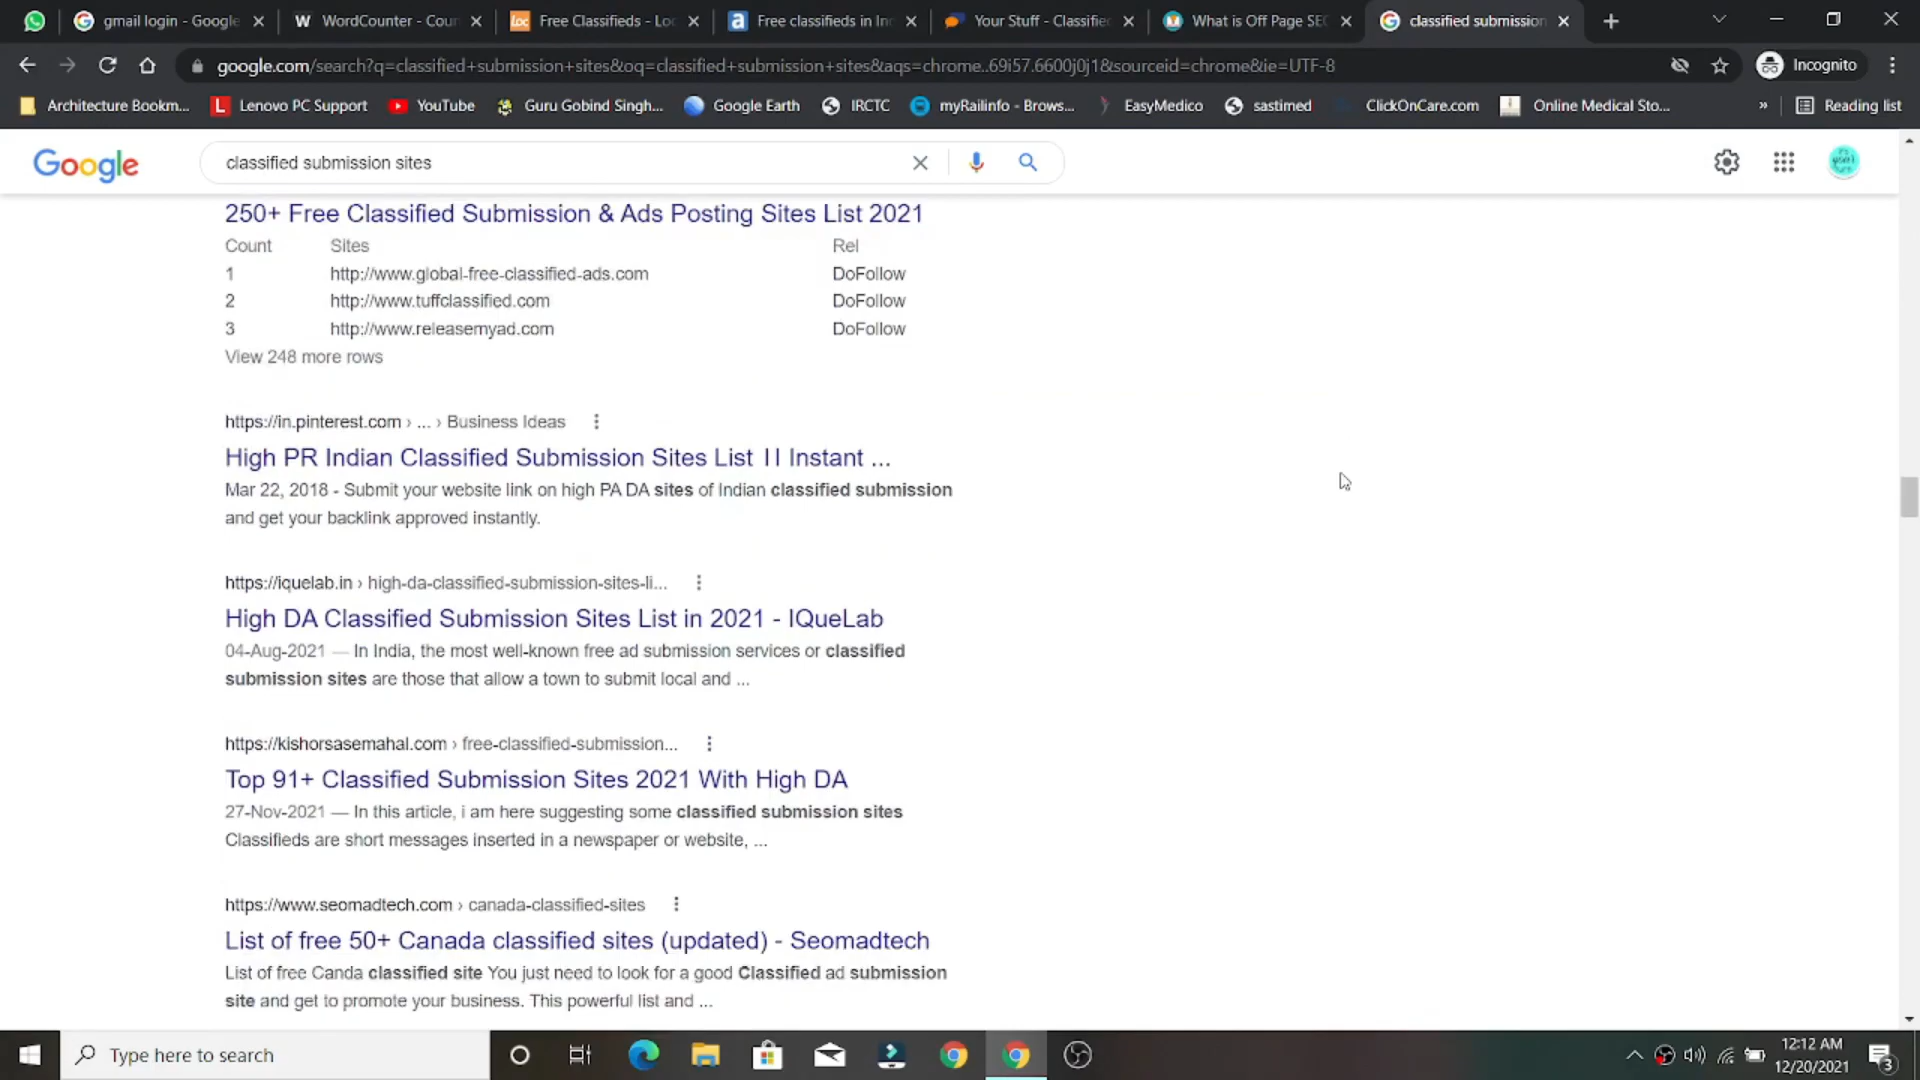 gmail login - Google
WordCounter - Cou
Free Classifieds - Loc
Free classifieds in In
Your Stuff - Classifie
What is Off Page SEO
classified submission
google.com/search?q=classified+submission+sites&oq=classified+submission+sites&aqs=chrome..69i57.6600j0j1&sourceid=chrome&ie=UTF-8
Incognito
Architecture Bookm...
Lenovo PC Support
YouTube
Guru Gobind Singh...
Google Earth
IRCTC
myRailinfo - Brows...
EasyMedico
sastimed
ClickOnCare.com
Online Medical Sto...
»
Reading list
Google
classified submission sites
250+ Free Classified Submission & Ads Posting Sites List 2021
Count Sites Rel
1 http://www.global-free-classified-ads.com DoFollow
2 http://www.tuffclassified.com DoFollow
3 http://www.releasemyad.com DoFollow
View 248 more rows
https://in.pinterest.com › ... › Business Ideas
High PR Indian Classified Submission Sites List II Instant ...
Mar 22, 2018 - Submit your website link on high PA DA sites of Indian classified submission
and get your backlink approved instantly.
https://iquelab.in › high-da-classified-submission-sites-li...
High DA Classified Submission Sites List in 2021 - IQueLab
04-Aug-2021 — In India, the most well-known free ad submission services or classified
submission sites are those that allow a town to submit local and ...
https://kishorsasemahal.com › free-classified-submission...
Top 91+ Classified Submission Sites 2021 With High DA
27-Nov-2021 — In this article, i am here suggesting some classified submission sites
Classifieds are short messages inserted in a newspaper or website, ...
https://www.seomadtech.com › canada-classified-sites
List of free 50+ Canada classified sites (updated) - Seomadtech
List of free Canda classified site You just need to look for a good Classified ad submission
site and get to promote your business. This powerful list and ...
Type here to search
12:12 AM
12/20/2021
3